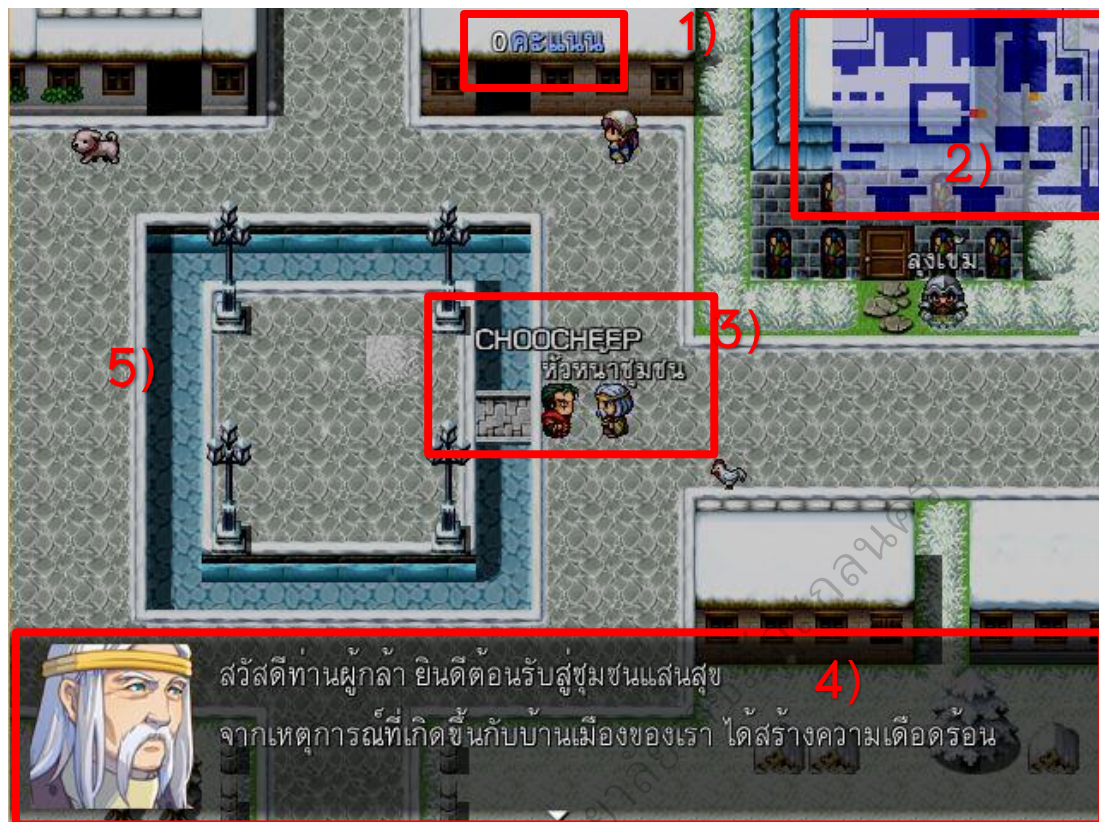 0 คะแนน
1)
2)
ลุงเข้ม
CHOOCHEEP
3)
หัวหน้าชุมชน
5)
สวัสดีท่านผู้กล้า ยินดีต้อนรับสู่ชุมชนแสนสุข
4)
จากเหตุการณ์ที่เกิดขึ้นกับบ้านเมืองของเรา ได้สร้างความเดือดร้อน